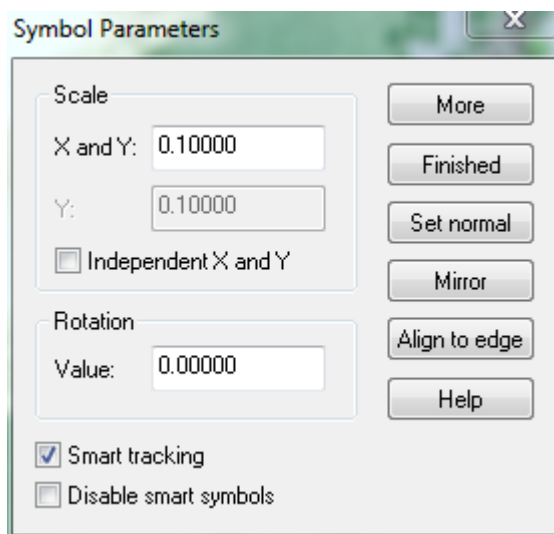 Symbol Parameters
Scale
X and Y: 0.10000
Y: 0.10000
Independent X and Y
Rotation
Value: 0.00000
Smart tracking
Disable smart symbols
More
Finished
Set normal
Mirror
Align to edge
Help